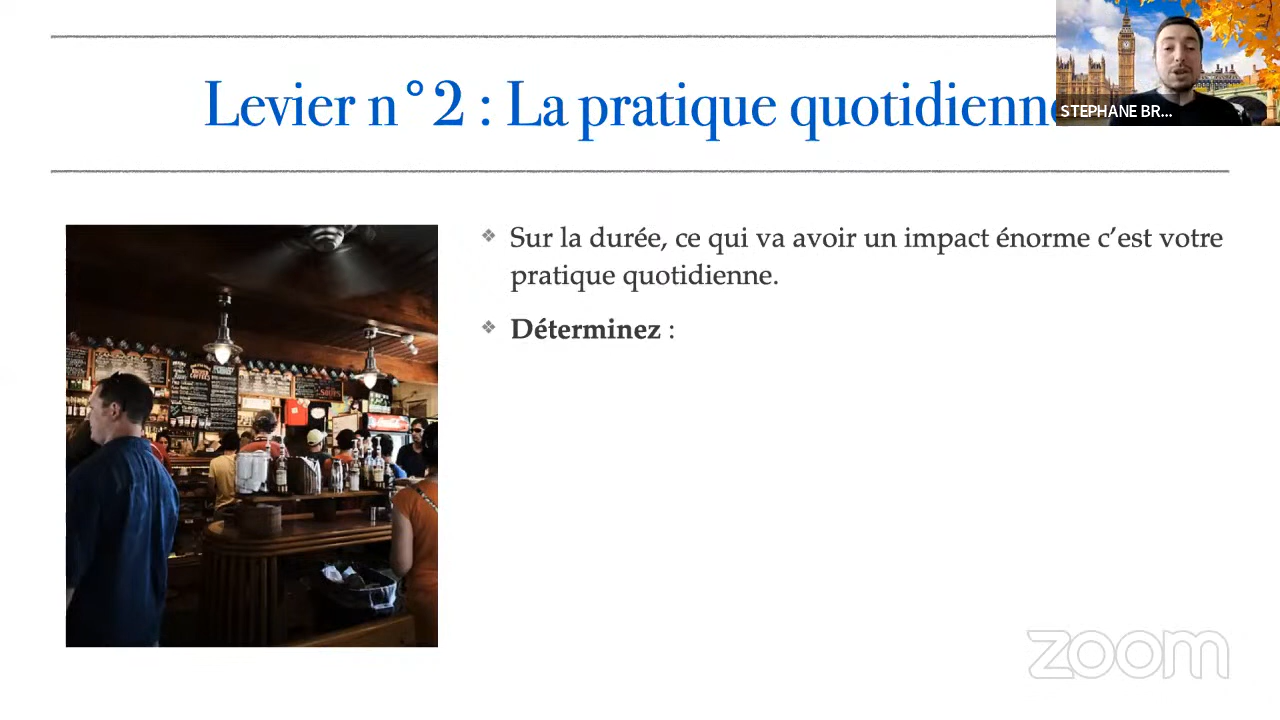 Levier n°2 : La pratique quotidienne
STEPHANE BR...
❖ Sur la durée, ce qui va avoir un impact énorme c’est votre
pratique quotidienne.
❖ Déterminez :
zoom